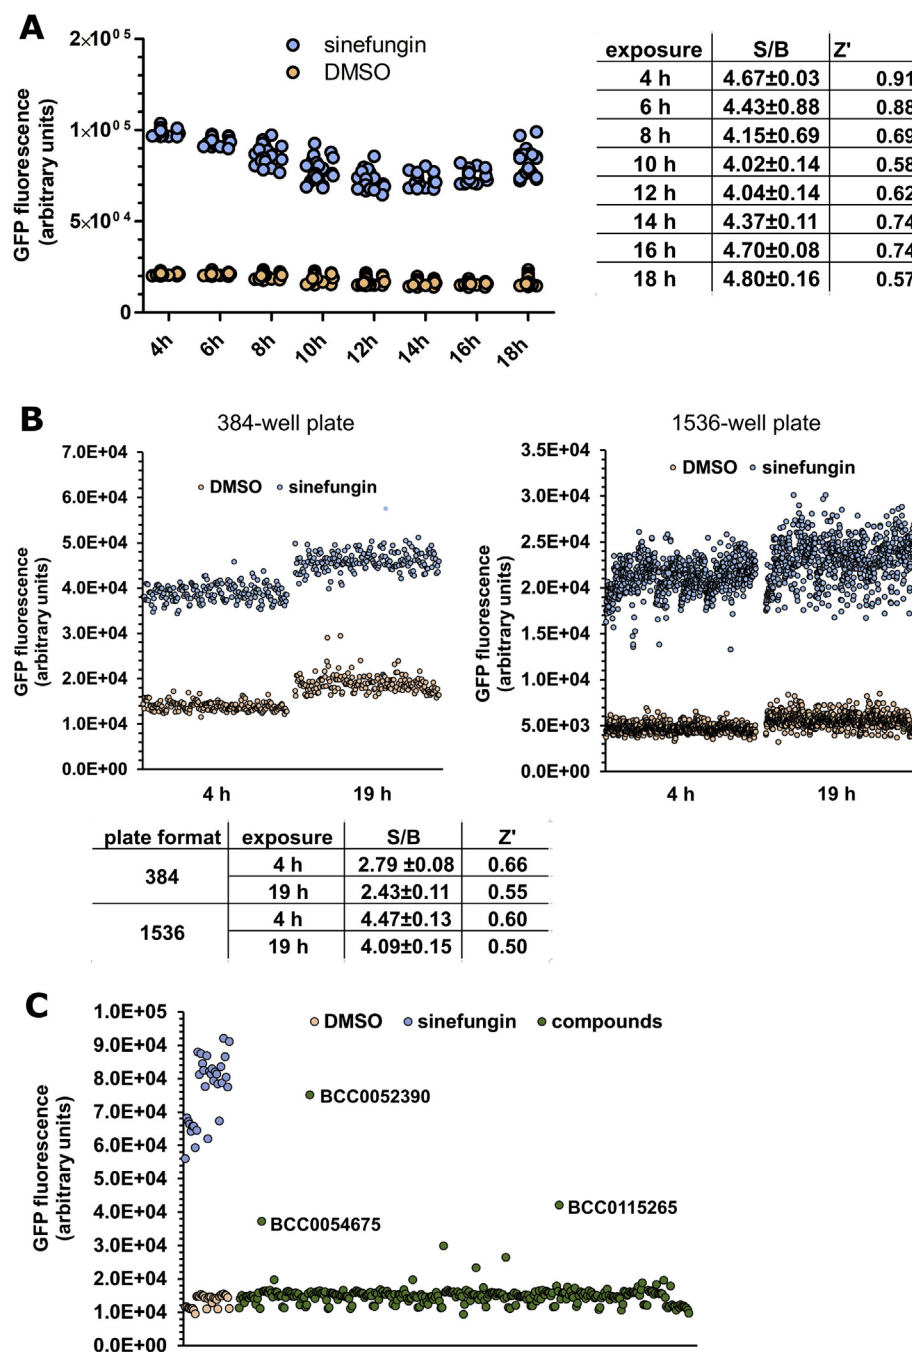 A
sinefungin
DMSO
2×10⁰⁵
1×10⁰⁵
5×10⁰⁴
0
GFP fluorescence
(arbitrary units)
4h 6h 8h 10h 12h 14h 16h 18h
exposure S/B Z'
4 h 4.67±0.03 0.91
6 h 4.43±0.88 0.88
8 h 4.15±0.69 0.69
10 h 4.02±0.14 0.58
12 h 4.04±0.14 0.62
14 h 4.37±0.11 0.74
16 h 4.70±0.08 0.74
18 h 4.80±0.16 0.57
B
384-well plate
DMSO sinefungin
7.0E+04
6.0E+04
5.0E+04
4.0E+04
3.0E+04
2.0E+04
1.0E+04
0.0E+00
GFP fluorescence
(arbitrary units)
4 h 19 h
1536-well plate
DMSO sinefungin
3.5E+04
3.0E+04
2.5E+04
2.0E+04
1.5E+04
1.0E+04
5.0E+03
0.0E+00
GFP fluorescence
(arbitrary units)
4 h 19 h
plate format exposure S/B Z'
384 4 h 2.79 ±0.08 0.66
19 h 2.43±0.11 0.55
1536 4 h 4.47±0.13 0.60
19 h 4.09±0.15 0.50
C
DMSO sinefungin compounds
1.0E+05
9.0E+04
8.0E+04
7.0E+04
6.0E+04
5.0E+04
4.0E+04
3.0E+04
2.0E+04
1.0E+04
0.0E+00
GFP fluorescence
(arbitrary units)
BCC0052390
BCC0054675
BCC0115265